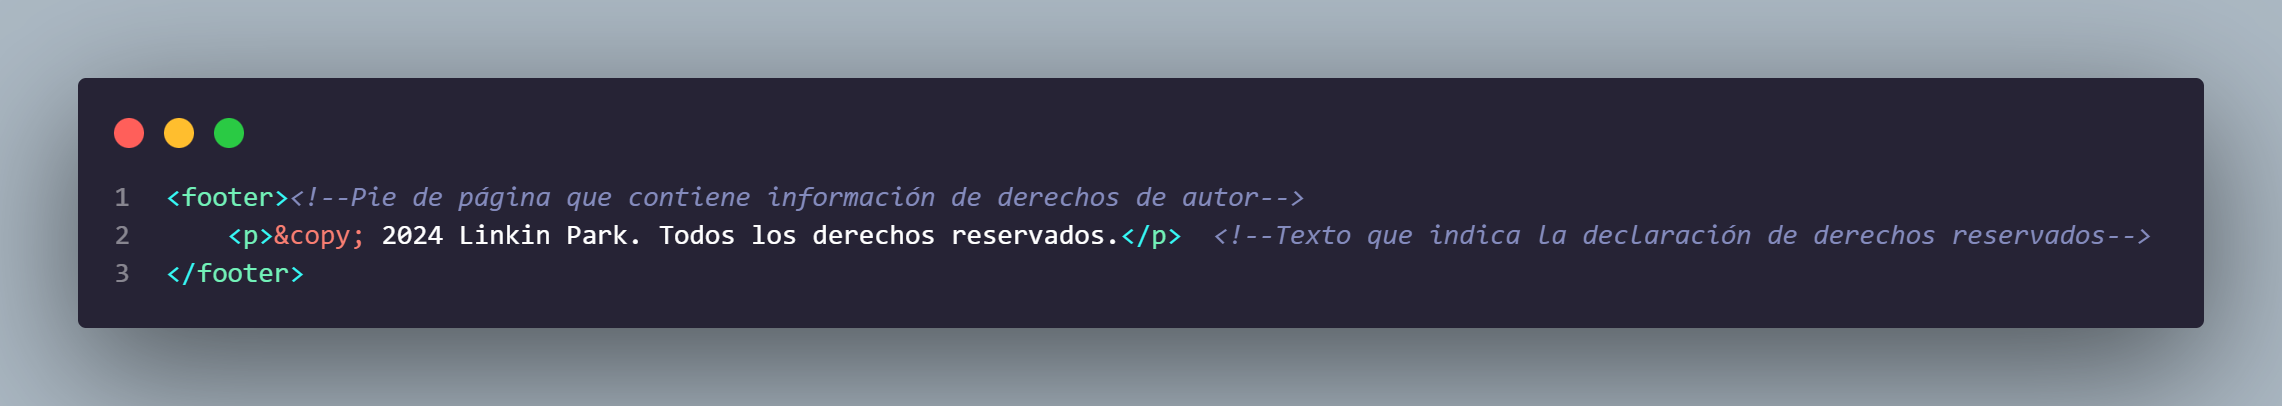 1 <footer><!--Pie de página que contiene información de derechos de autor-->
2     <p>&copy; 2024 Linkin Park. Todos los derechos reservados.</p>  <!--Texto que indica la declaración de derechos reservados-->
3 </footer>